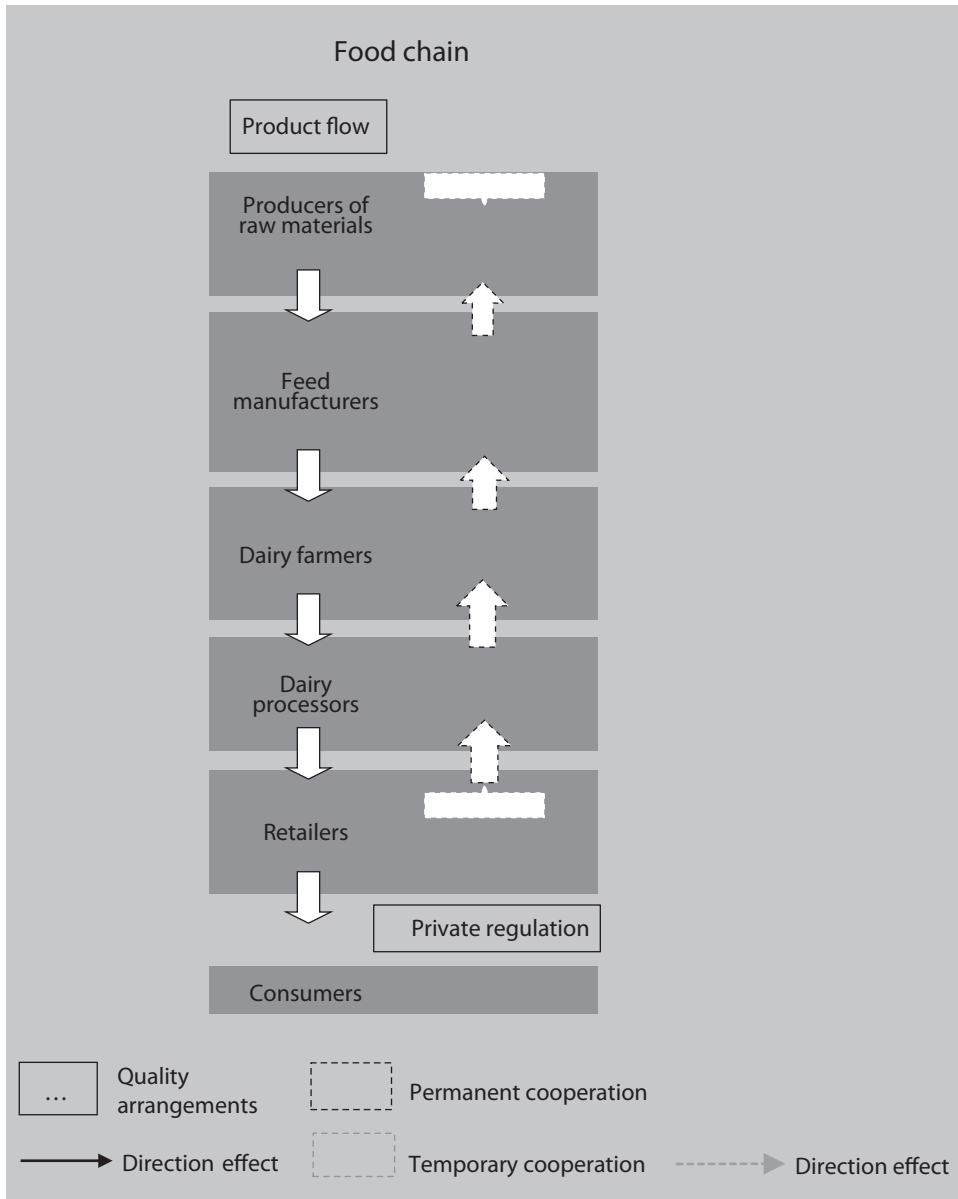 Food chain
Product flow
Producers of
raw materials
Feed
manufacturers
Dairy farmers
Dairy
processors
Retailers
Private regulation
Consumers
...
Quality
arrangements
Permanent cooperation
Direction effect
Temporary cooperation
Direction effect